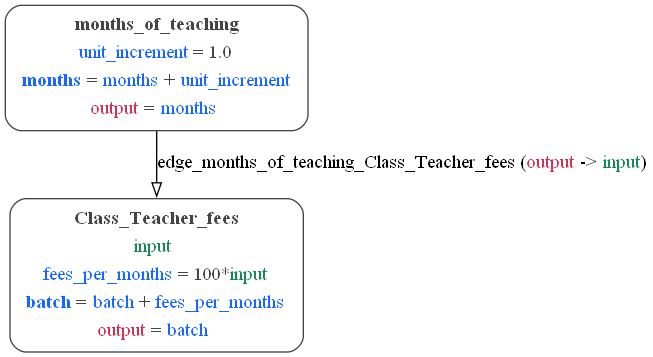 months_of_teaching
unit_increment = 1.0
months = months + unit_increment
output = months
edge_months_of_teaching_Class_Teacher_fees (output -> input)
Class_Teacher_fees
input
fees_per_months = 100*input
batch = batch + fees_per_months
output = batch